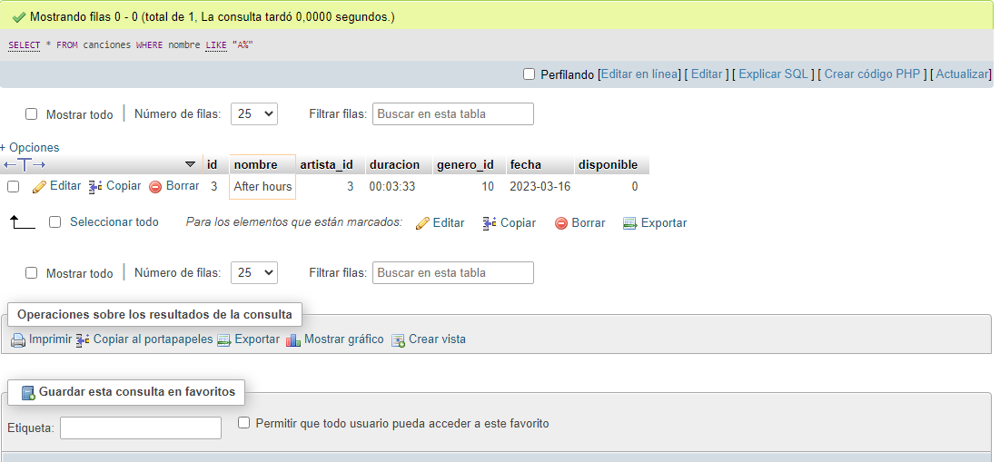 Mostrando filas 0 - 0 (total de 1, La consulta tardó 0,0000 segundos.)
SELECT * FROM canciones WHERE nombre LIKE "A%"
Perfilando [Editar en línea] [ Editar ] [ Explicar SQL ] [ Crear código PHP ] [ Actualizar]
Mostrar todo | Número de filas: 25 Filtrar filas: Buscar en esta tabla
+ Opciones
←T→ id nombre artista_id duracion genero_id fecha disponible
Editar Copiar Borrar 3 After hours 3 00:03:33 10 2023-03-16 0
Seleccionar todo Para los elementos que están marcados: Editar Copiar Borrar Exportar
Mostrar todo | Número de filas: 25 Filtrar filas: Buscar en esta tabla
Operaciones sobre los resultados de la consulta
Imprimir Copiar al portapapeles Exportar Mostrar gráfico Crear vista
Guardar esta consulta en favoritos
Etiqueta: Permitir que todo usuario pueda acceder a este favorito